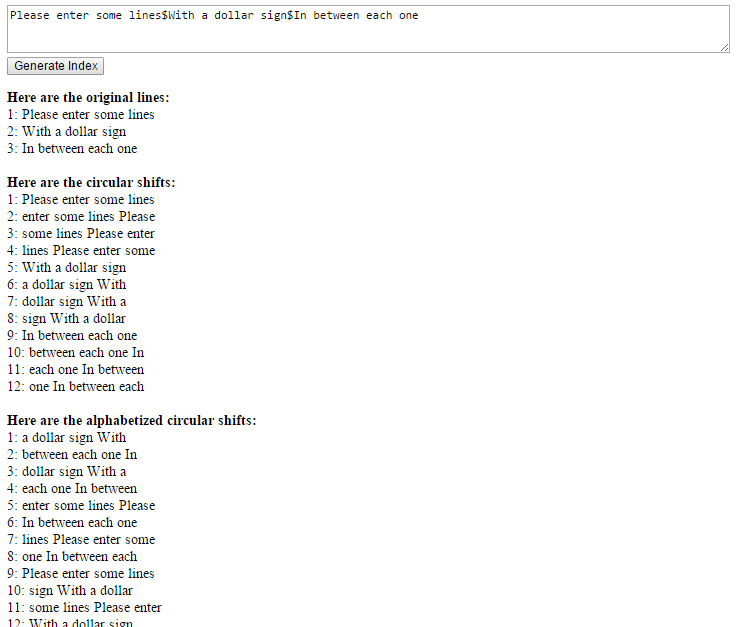 Please enter some lines$With a dollar sign$In between each one
Generate Index
Here are the original lines:
1: Please enter some lines
2: With a dollar sign
3: In between each one
Here are the circular shifts:
1: Please enter some lines
2: enter some lines Please
3: some lines Please enter
4: lines Please enter some
5: With a dollar sign
6: a dollar sign With
7: dollar sign With a
8: sign With a dollar
9: In between each one
10: between each one In
11: each one In between
12: one In between each
Here are the alphabetized circular shifts:
1: a dollar sign With
2: between each one In
3: dollar sign With a
4: each one In between
5: enter some lines Please
6: In between each one
7: lines Please enter some
8: one In between each
9: Please enter some lines
10: sign With a dollar
11: some lines Please enter
12: With a dollar sign